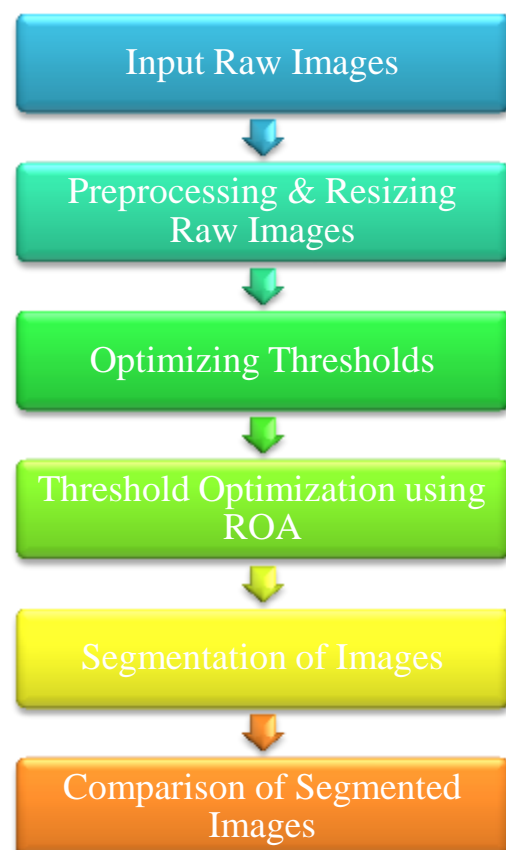 Input Raw Images
Preprocessing & Resizing
Raw Images
Optimizing Thresholds
Threshold Optimization using
ROA
Segmentation of Images
Comparison of Segmented
Images